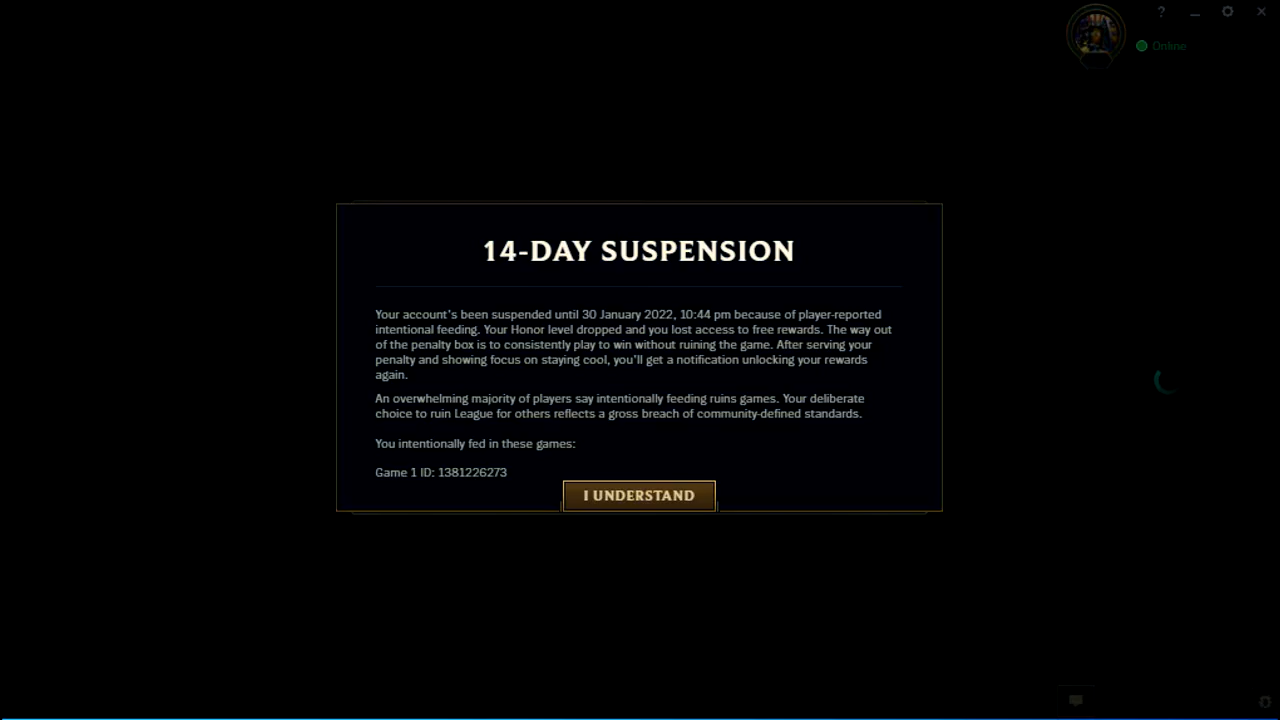 ?
Online
14-DAY SUSPENSION
Your account's been suspended until 30 January 2022, 10:44 pm because of player-reported
intentional feeding. Your Honor level dropped and you lost access to free rewards. The way out
of the penalty box is to consistently play to win without ruining the game. After serving your
penalty and showing focus on staying cool, you'll get a notification unlocking your rewards
again.
An overwhelming majority of players say intentionally feeding ruins games. Your deliberate
choice to ruin League for others reflects a gross breach of community-defined standards.
You intentionally fed in these games:
Game 1 ID: 1381226273
I UNDERSTAND